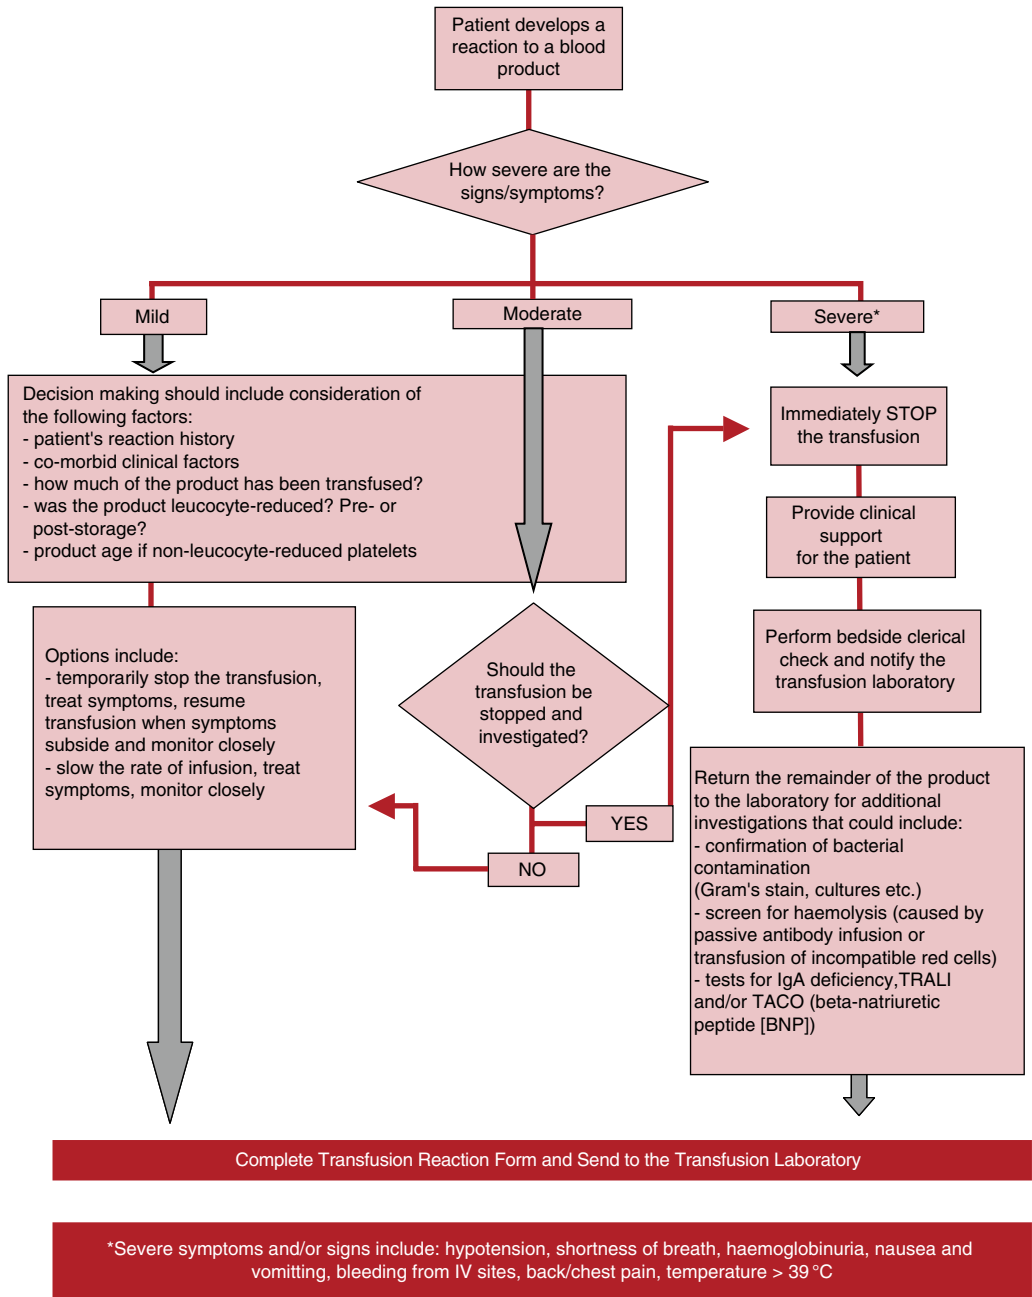 Patient develops a
reaction to a blood
product
How severe are the
signs/symptoms?
Mild
Moderate
Severe*
Decision making should include consideration of
the following factors:
- patient's reaction history
- co-morbid clinical factors
- how much of the product has been transfused?
- was the product leucocyte-reduced? Pre- or
post-storage?
- product age if non-leucocyte-reduced platelets
Immediately STOP
the transfusion
Provide clinical
support
for the patient
Options include:
- temporarily stop the transfusion,
treat symptoms, resume
transfusion when symptoms
subside and monitor closely
- slow the rate of infusion, treat
symptoms, monitor closely
Should the
transfusion be
stopped and
investigated?
YES
NO
Perform bedside clerical
check and notify the
transfusion laboratory
Return the remainder of the product
to the laboratory for additional
investigations that could include:
- confirmation of bacterial
contamination
(Gram's stain, cultures etc.)
- screen for haemolysis (caused by
passive antibody infusion or
transfusion of incompatible red cells)
- tests for IgA deficiency,TRALI
and/or TACO (beta-natriuretic
peptide [BNP])
Complete Transfusion Reaction Form and Send to the Transfusion Laboratory
*Severe symptoms and/or signs include: hypotension, shortness of breath, haemoglobinuria, nausea and
vomitting, bleeding from IV sites, back/chest pain, temperature > 39 °C